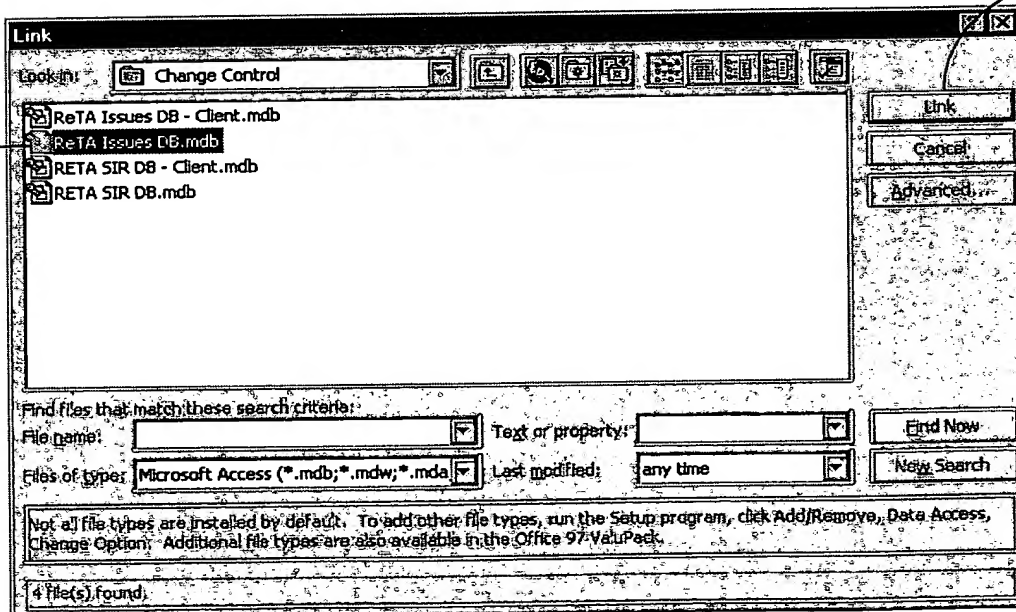 Link
Look in: Change Control
ReTA Issues DB - Client.mdb
ReTA Issues DB.mdb
RETA SIR DB - Client.mdb
RETA SIR DB.mdb
Link
Cancel
Advanced...
Find files that match these search criteria:
File name: Text or property: Find Now
Files of type: Microsoft Access (*.mdb;*.mdw;*.mda Last modified: any time New Search
Not all file types are installed by default. To add other file types, run the Setup program, click Add/Remove, Data Access,
Change Option. Additional file types are also available in the Office 97 ValuPack.
4 file(s) found.